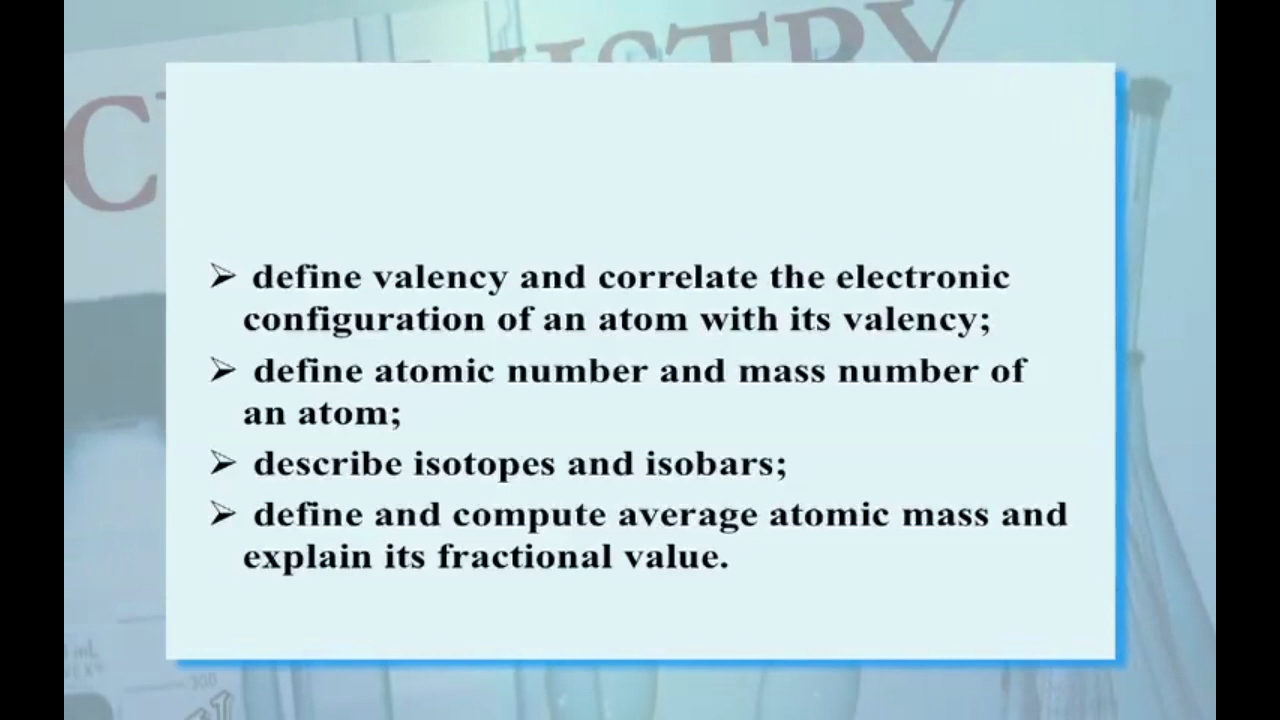 ➢ define valency and correlate the electronic
configuration of an atom with its valency;
➢ define atomic number and mass number of
an atom;
➢ describe isotopes and isobars;
➢ define and compute average atomic mass and
explain its fractional value.
300